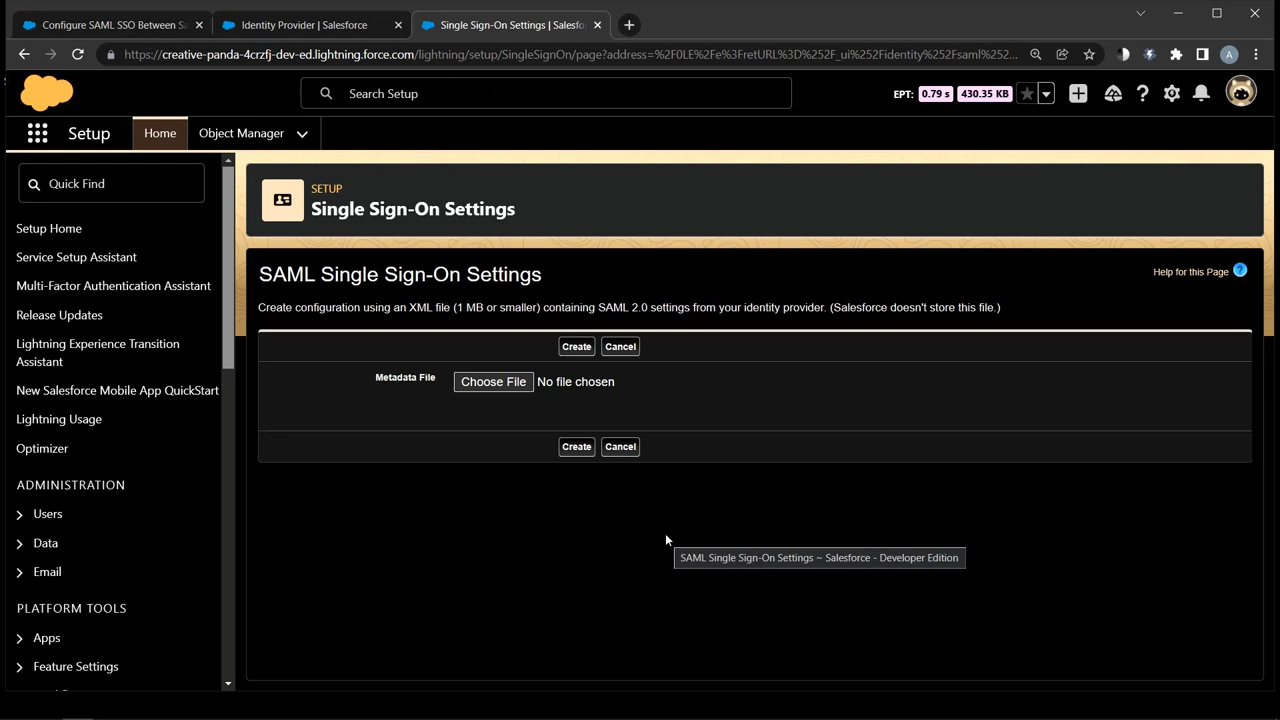 Configure SAML SSO Between Sa
Identity Provider | Salesforce
Single Sign-On Settings | Salesfo
https://creative-panda-4crzfj-dev-ed.lightning.force.com/lightning/setup/SingleSignOn/page?address=%2F0LE%2Fe%3FretURL%3D%252F_ui%252Fidentity%252Fsaml%252...
A
Search Setup
EPT: 0.79 s 430.35 KB
Setup
Home
Object Manager
Quick Find
Setup Home
Service Setup Assistant
Multi-Factor Authentication Assistant
Release Updates
Lightning Experience Transition
Assistant
New Salesforce Mobile App QuickStart
Lightning Usage
Optimizer
ADMINISTRATION
Users
Data
Email
PLATFORM TOOLS
Apps
Feature Settings
SETUP
Single Sign-On Settings
SAML Single Sign-On Settings
Help for this Page ?
Create configuration using an XML file (1 MB or smaller) containing SAML 2.0 settings from your identity provider. (Salesforce doesn't store this file.)
Create Cancel
Metadata File Choose File No file chosen
Create Cancel
SAML Single Sign-On Settings ~ Salesforce - Developer Edition